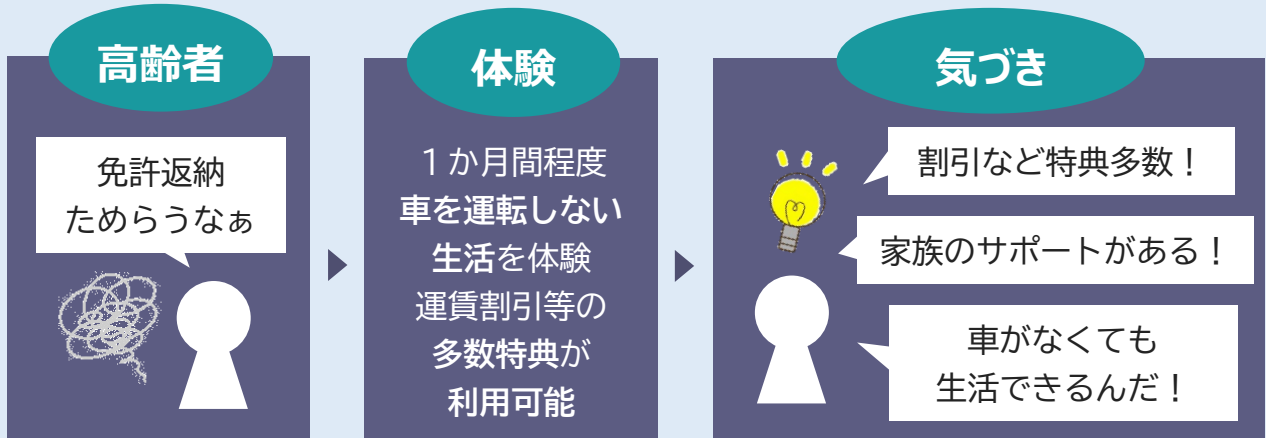 高齢者
免許返納
ためらうなぁ
体験
１か月間程度
車を運転しない
生活を体験
運賃割引等の
多数特典が
利用可能
気づき
割引など特典多数！
家族のサポートがある！
車がなくても
生活できるんだ！